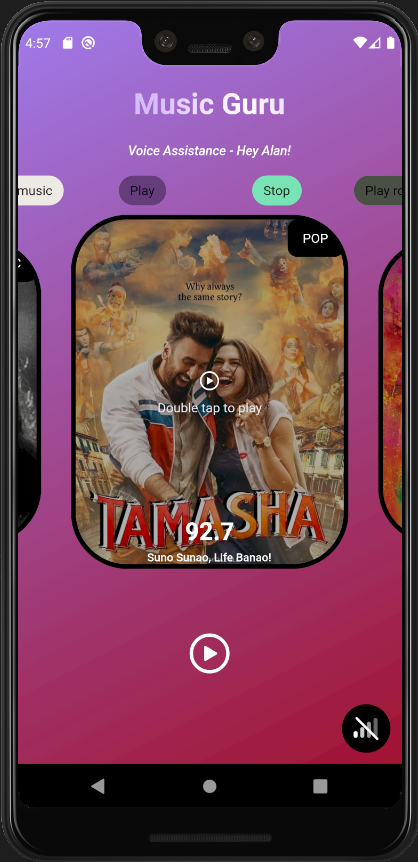 4:57
Music Guru
Voice Assistance - Hey Alan!
music
Play
Stop
Play ro
POP
Why always
the same story?
Double tap to play
TAMASHA
92.7
Suno Sunao, Life Banao!